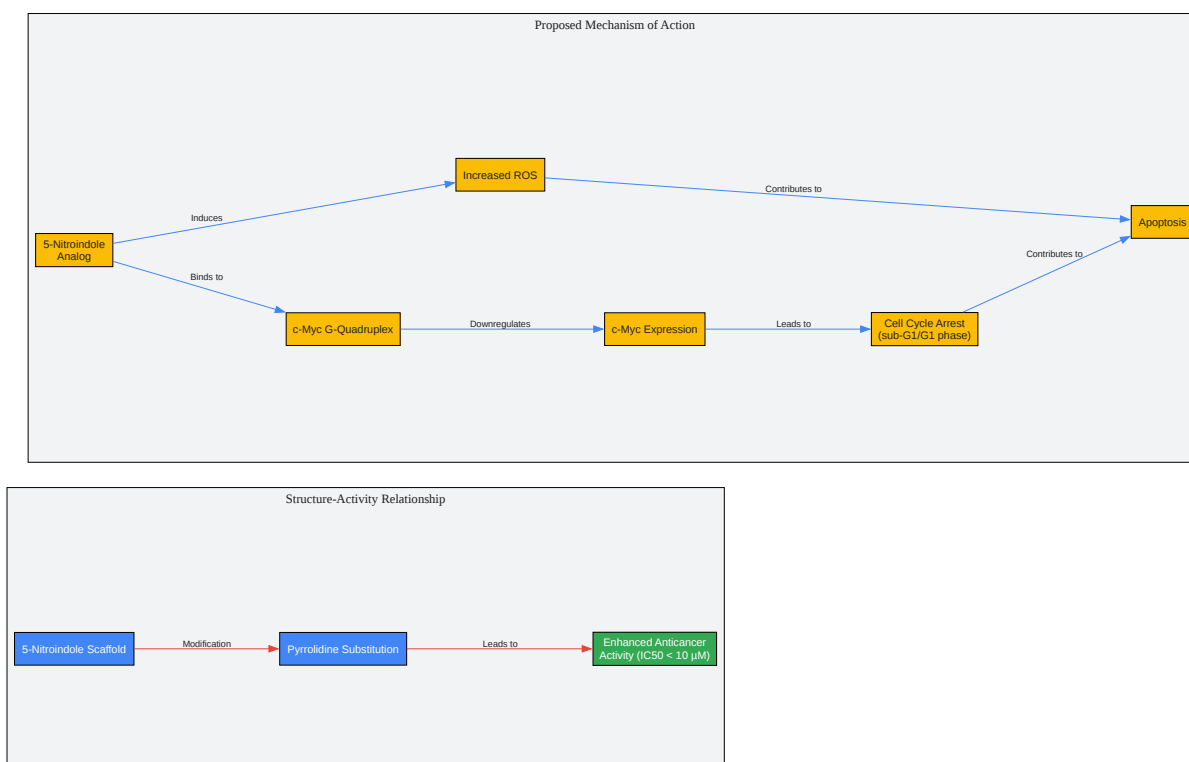 Proposed Mechanism of Action
Increased ROS
Contributes to
Induces
Apoptosis
5-Nitroindole
Analog
Contributes to
Binds to
c-Myc G-Quadruplex
Downregulates
c-Myc Expression
Leads to
Cell Cycle Arrest
(sub-G1/G1 phase)
Structure-Activity Relationship
5-Nitroindole Scaffold
Modification
Pyrrolidine Substitution
Leads to
Enhanced Anticancer
Activity (IC50 < 10 µM)